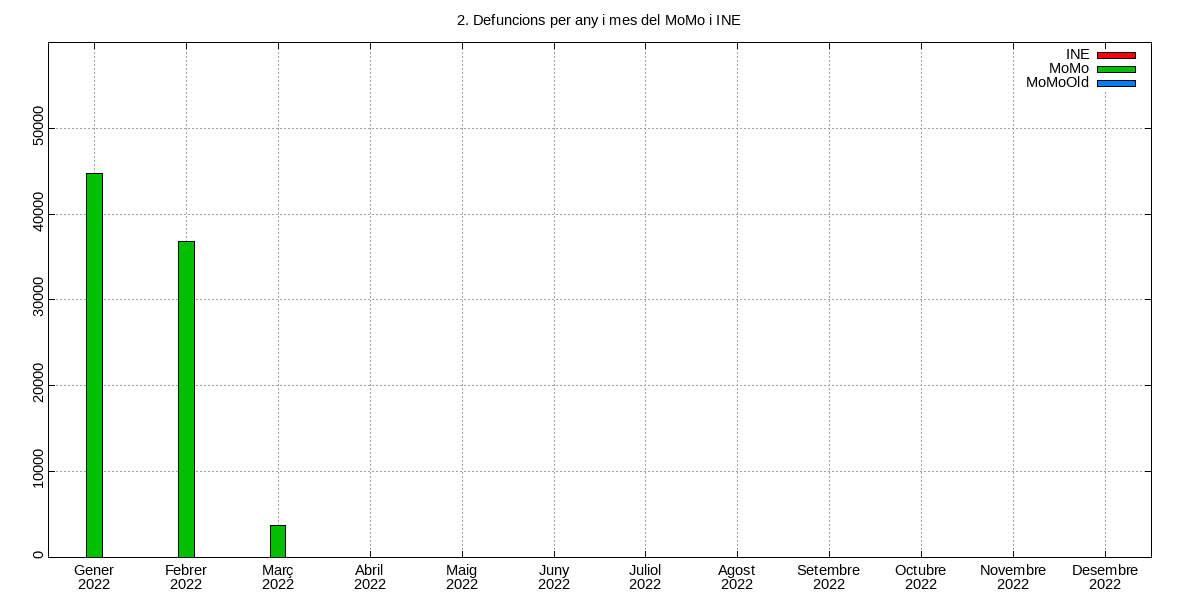 2. Defuncions per any i mes del MoMo i INE
INE
MoMo
MoMoOld
50000
40000
30000
20000
10000
0
Gener Febrer Març Abril Maig Juny Juliol Agost Setembre Octubre Novembre Desembre
2022 2022 2022 2022 2022 2022 2022 2022 2022 2022 2022 2022